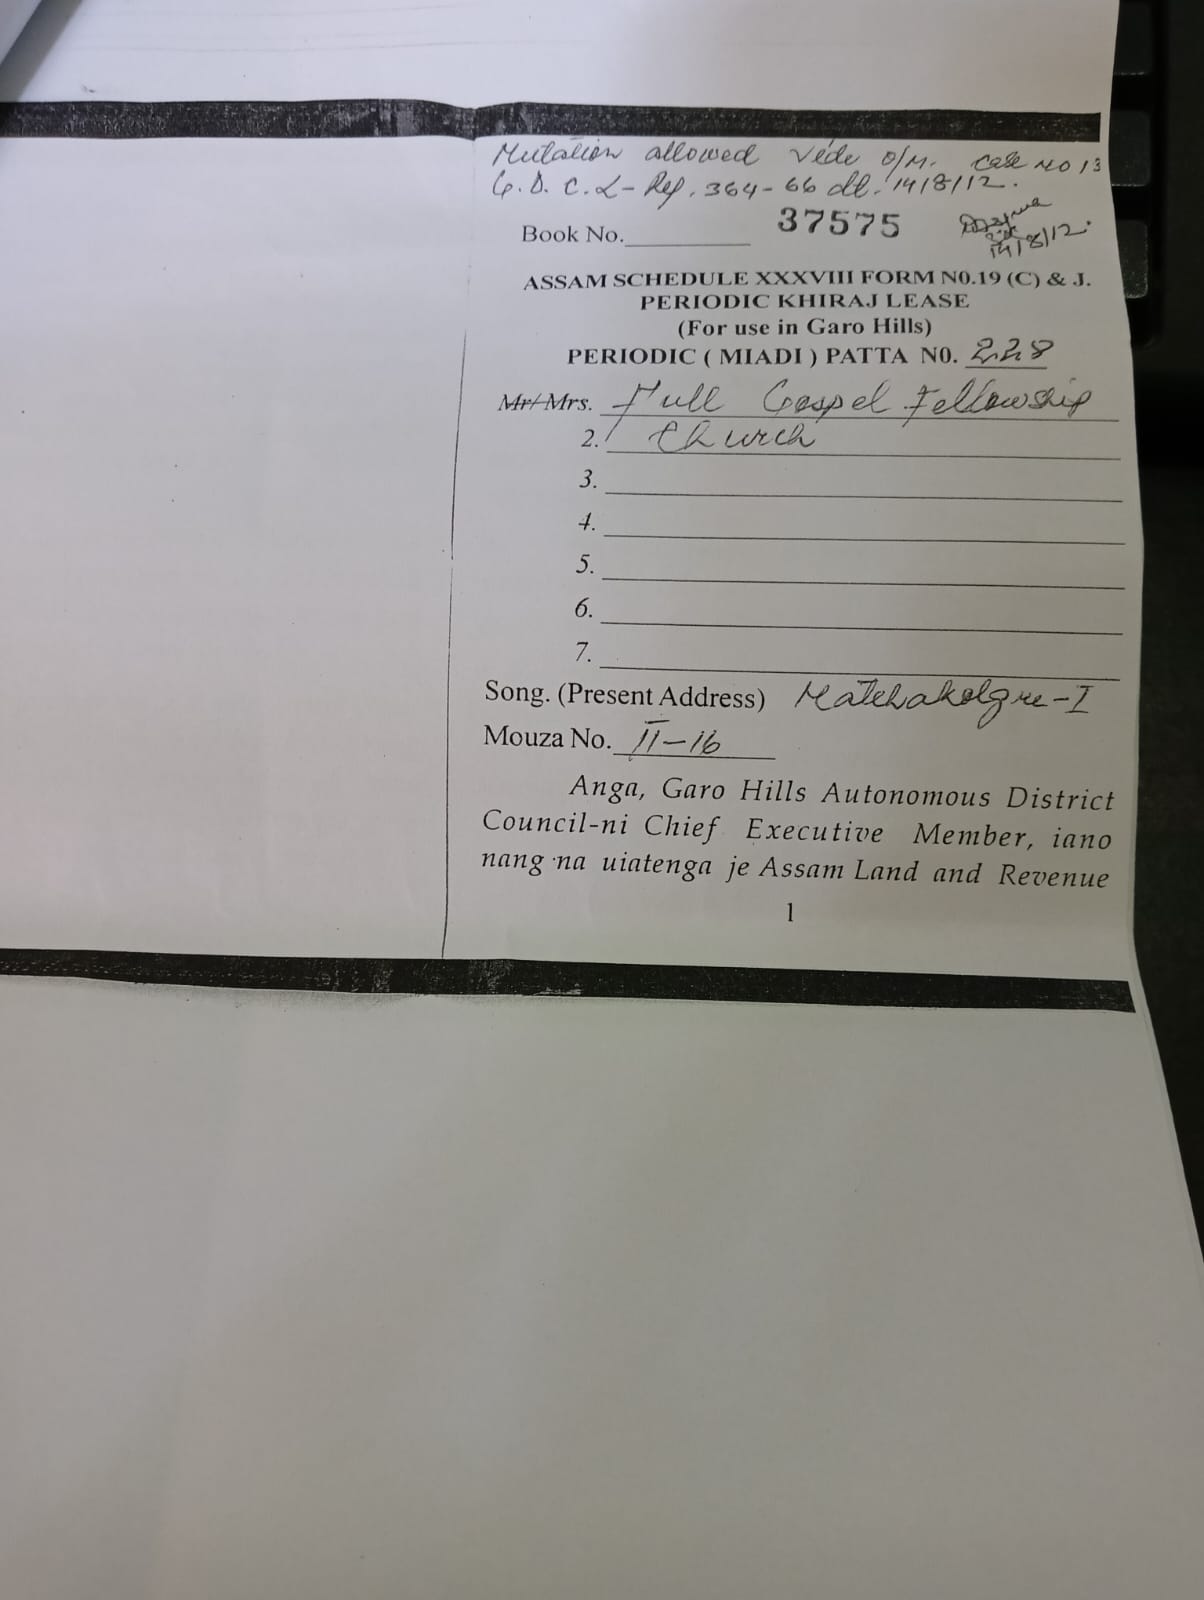 Mutation allowed vide O/M. Case No 13
G.D.C.L-Rep. 364-66 dt. 14/8/12.
14/8/12.
Book No. 37575
ASSAM SCHEDULE XXXVIII FORM N0.19 (C) & J.
PERIODIC KHIRAJ LEASE
(For use in Garo Hills)
PERIODIC ( MIADI ) PATTA N0. 228
Mr/ Mrs. Full Gospel Fellowship
2. Church
3.
4.
5.
6.
7.
Song. (Present Address) Matchakolgre-I
Mouza No. II-16
Anga, Garo Hills Autonomous District
Council-ni Chief Executive Member, iano
nang na uiatenga je Assam Land and Revenue
1